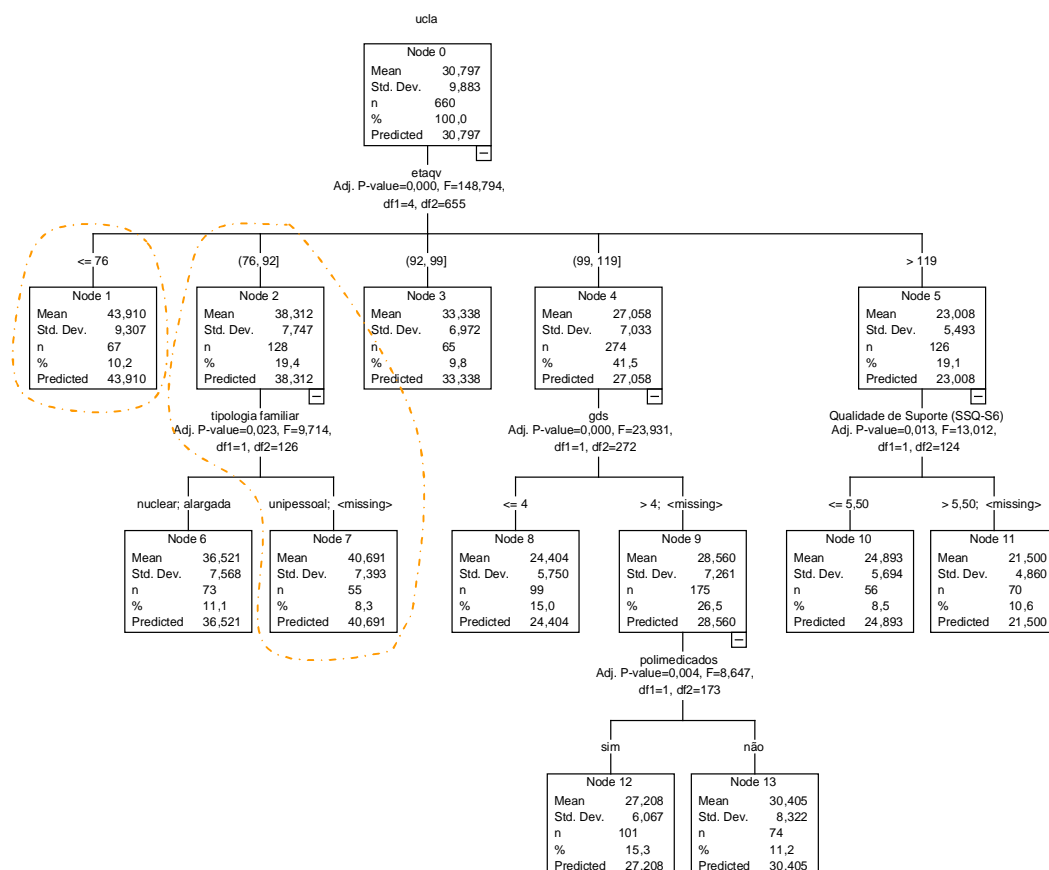 ucla
Node 0
Mean 30,797
Std. Dev. 9,883
n 660
% 100,0
Predicted 30,797
etaqv
Adj. P-value=0,000, F=148,794,
df1=4, df2=655
<= 76
(76, 92]
(92, 99]
(99, 119]
> 119
Node 1
Mean 43,910
Std. Dev. 9,307
n 67
% 10,2
Predicted 43,910
Node 2
Mean 38,312
Std. Dev. 7,747
n 128
% 19,4
Predicted 38,312
Node 3
Mean 33,338
Std. Dev. 6,972
n 65
% 9,8
Predicted 33,338
Node 4
Mean 27,058
Std. Dev. 7,033
n 274
% 41,5
Predicted 27,058
Node 5
Mean 23,008
Std. Dev. 5,493
n 126
% 19,1
Predicted 23,008
tipologia familiar
Adj. P-value=0,023, F=9,714,
df1=1, df2=126
gds
Adj. P-value=0,000, F=23,931,
df1=1, df2=272
Qualidade de Suporte (SSQ-S6)
Adj. P-value=0,013, F=13,012,
df1=1, df2=124
nuclear; alargada
unipessoal; <missing>
<= 4
> 4; <missing>
<= 5,50
> 5,50; <missing>
Node 6
Mean 36,521
Std. Dev. 7,568
n 73
% 11,1
Predicted 36,521
Node 7
Mean 40,691
Std. Dev. 7,393
n 55
% 8,3
Predicted 40,691
Node 8
Mean 24,404
Std. Dev. 5,750
n 99
% 15,0
Predicted 24,404
Node 9
Mean 28,560
Std. Dev. 7,261
n 175
% 26,5
Predicted 28,560
Node 10
Mean 24,893
Std. Dev. 5,694
n 56
% 8,5
Predicted 24,893
Node 11
Mean 21,500
Std. Dev. 4,860
n 70
% 10,6
Predicted 21,500
polimedicados
Adj. P-value=0,004, F=8,647,
df1=1, df2=173
sim
não
Node 12
Mean 27,208
Std. Dev. 6,067
n 101
% 15,3
Predicted 27,208
Node 13
Mean 30,405
Std. Dev. 8,322
n 74
% 11,2
Predicted 30,405